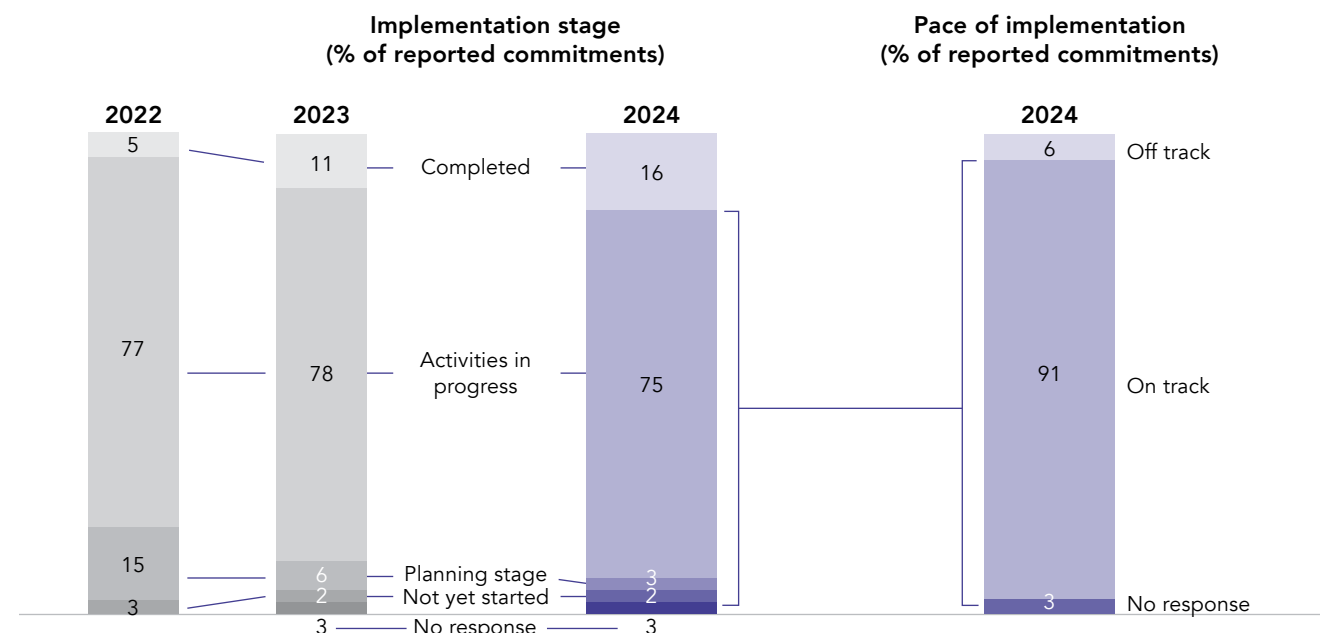 Implementation stage
(% of reported commitments)
Pace of implementation
(% of reported commitments)
2022
2023
2024
2024
5
11
Completed
16
6
Off track
77
78
Activities in
progress
75
91
On track
15
6
Planning stage
3
3
2
Not yet started
2
3
No response
3
No response
3